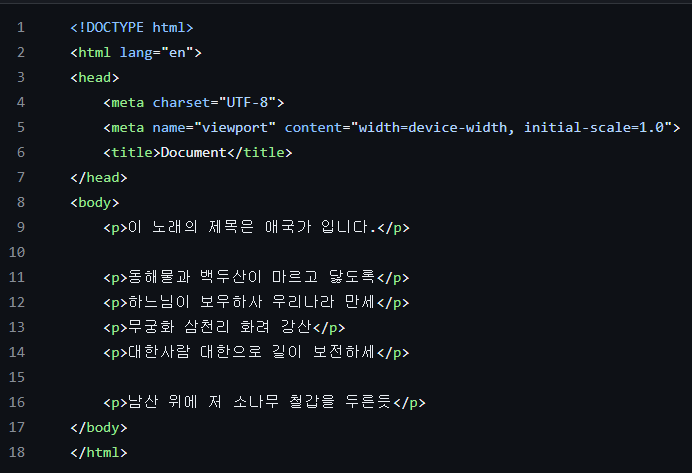 1 <!DOCTYPE html>
2 <html lang="en">
3 <head>
4     <meta charset="UTF-8">
5     <meta name="viewport" content="width=device-width, initial-scale=1.0">
6     <title>Document</title>
7 </head>
8 <body>
9     <p>이 노래의 제목은 애국가 입니다.</p>
10
11     <p>동해물과 백두산이 마르고 닳도록</p>
12     <p>하느님이 보우하사 우리나라 만세</p>
13     <p>무궁화 삼천리 화려 강산</p>
14     <p>대한사람 대한으로 길이 보전하세</p>
15
16     <p>남산 위에 저 소나무 철갑을 두른듯</p>
17 </body>
18 </html>